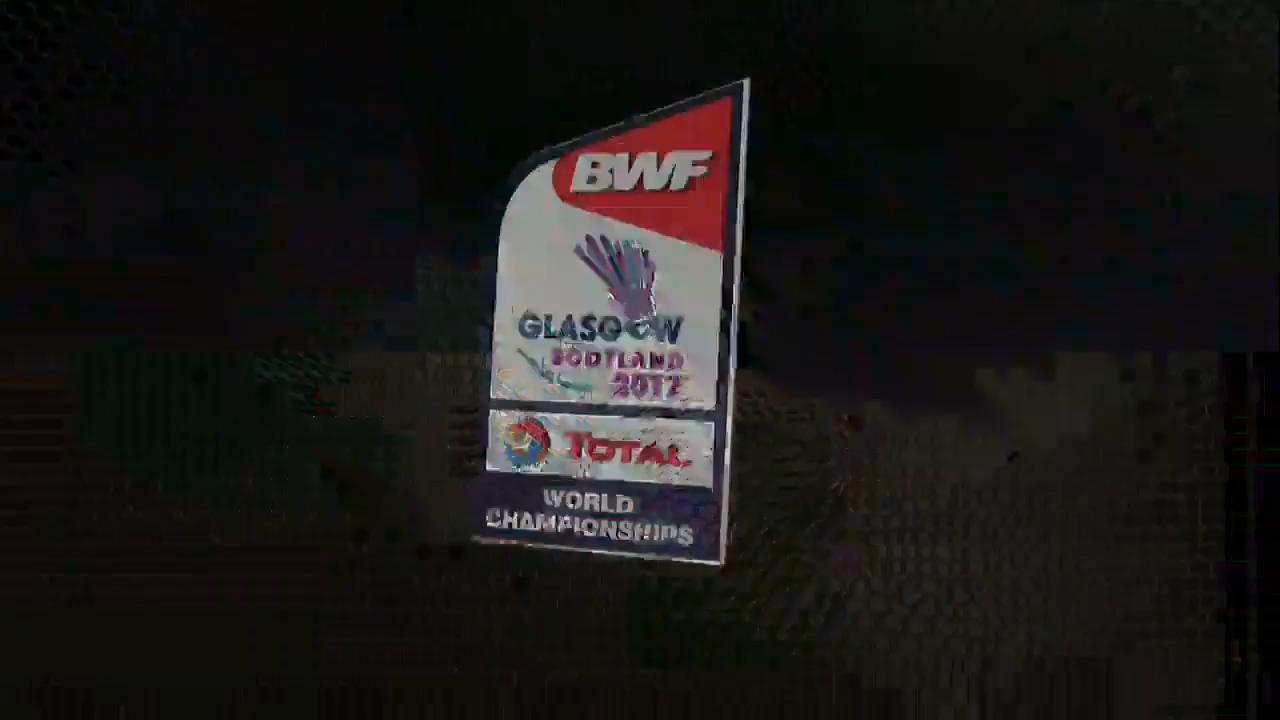 BWF
GLASGOW
SCOTLAND
2017
TOTAL
WORLD
CHAMPIONSHIPS